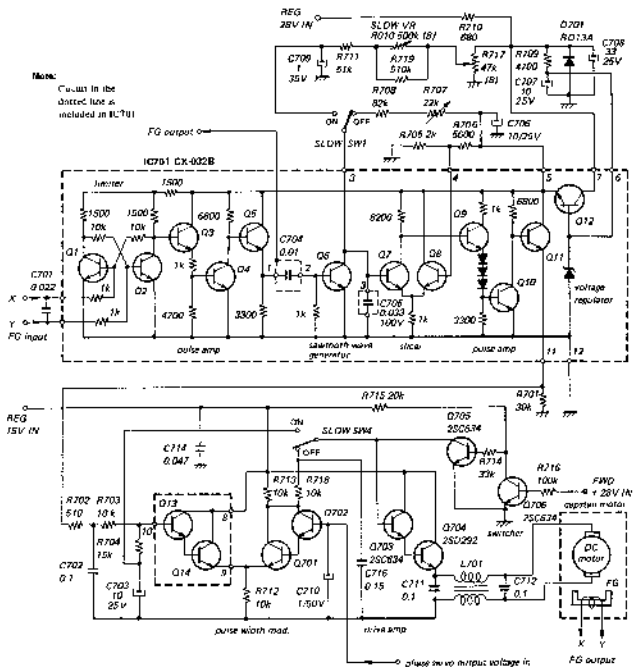 REG
28V IN
SLOW VR
R010 500k (B)
R710
680
D701
RD13A
C708
33
25V
C709
1
35V
R711
51k
R719
510k
R717
47k
(B)
R709
4700
C707
10
25V
Note:
Circuit in the
dotted line is
included in IC701
R708
82k
R707
22k
ON
OFF
SLOW SW1
R705 2k
R706
5600
C706
10/25V
FG output
3
4
5
7
6
IC701 CX-032B
limiter
1500
1500
10k
1500
10k
6800
Q5
Q3
C704
0.01
1
2
Q6
8200
Q7
Q8
Q9
1k
6800
Q12
Q11
Q10
Q1
Q2
1k
Q4
C701
0.022
X
Y
FG input
1k
1k
4700
3300
1k
3
C705
0.033
100V
1k
3300
voltage
regulator
pulse amp
sawtooth wave
generator
slicer
pulse amp
11
12
REG
15V IN
R715 20k
R701
30k
ON
OFF
SLOW SW4
Q705
2SC634
C714
0.047
R714
33k
R716
100k
FWD
+ 28V IN
capstan motor
Q706
2SC634
switcher
R702
510
R703
18k
R704
15k
10
Q13
8
R713
10k
R718
10k
Q702
Q703
2SC634
Q704
2SD292
DC
motor
C702
0.1
C703
10
25V
Q14
9
Q701
R712
10k
C710
1/50V
C716
0.15
C711
0.1
L701
C712
0.1
FG
pulse width mod.
drive amp
X
Y
FG output
phase servo output voltage in